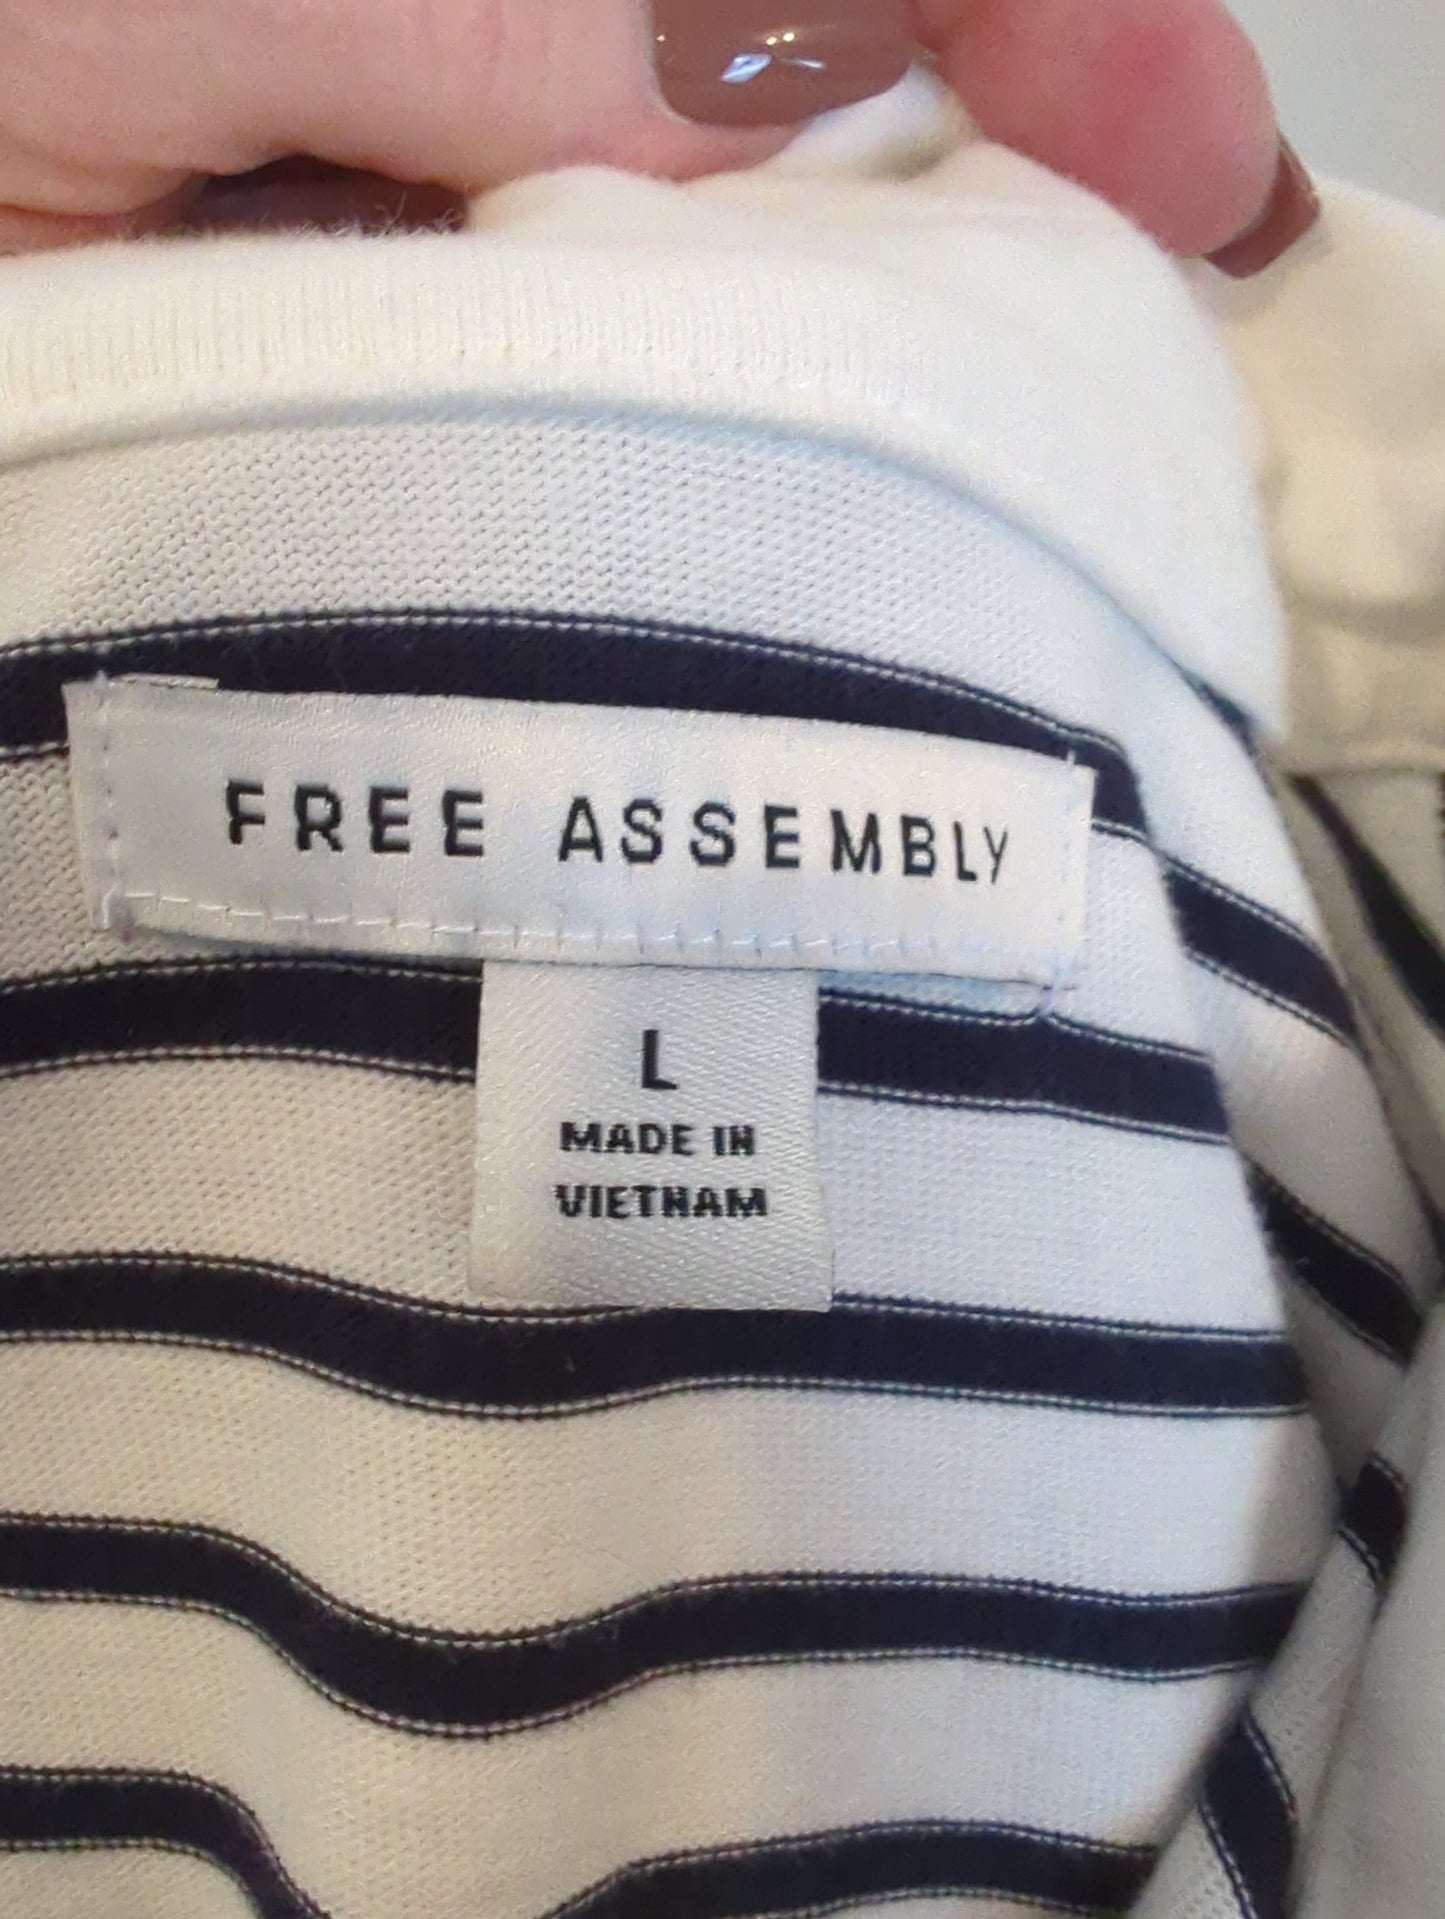 FREE ASSEMBLY
L
MADE IN
VIETNAM